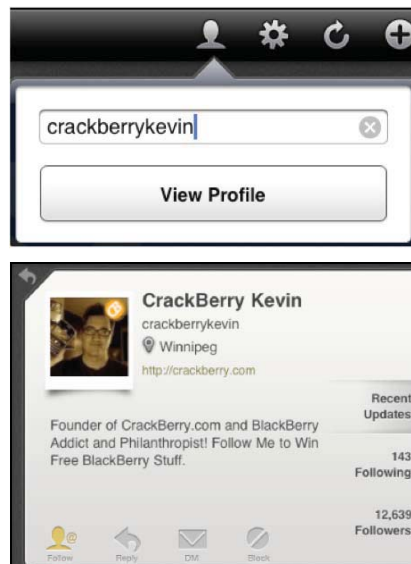 crackberrykevin
View Profile
CrackBerry Kevin
crackberrykevin
Winnipeg
http://crackberry.com
Recent
Updates
Founder of CrackBerry.com and BlackBerry
Addict and Philanthropist! Follow Me to Win
Free BlackBerry Stuff.
143
Following
12,639
Followers
Follow
Reply
DM
Block